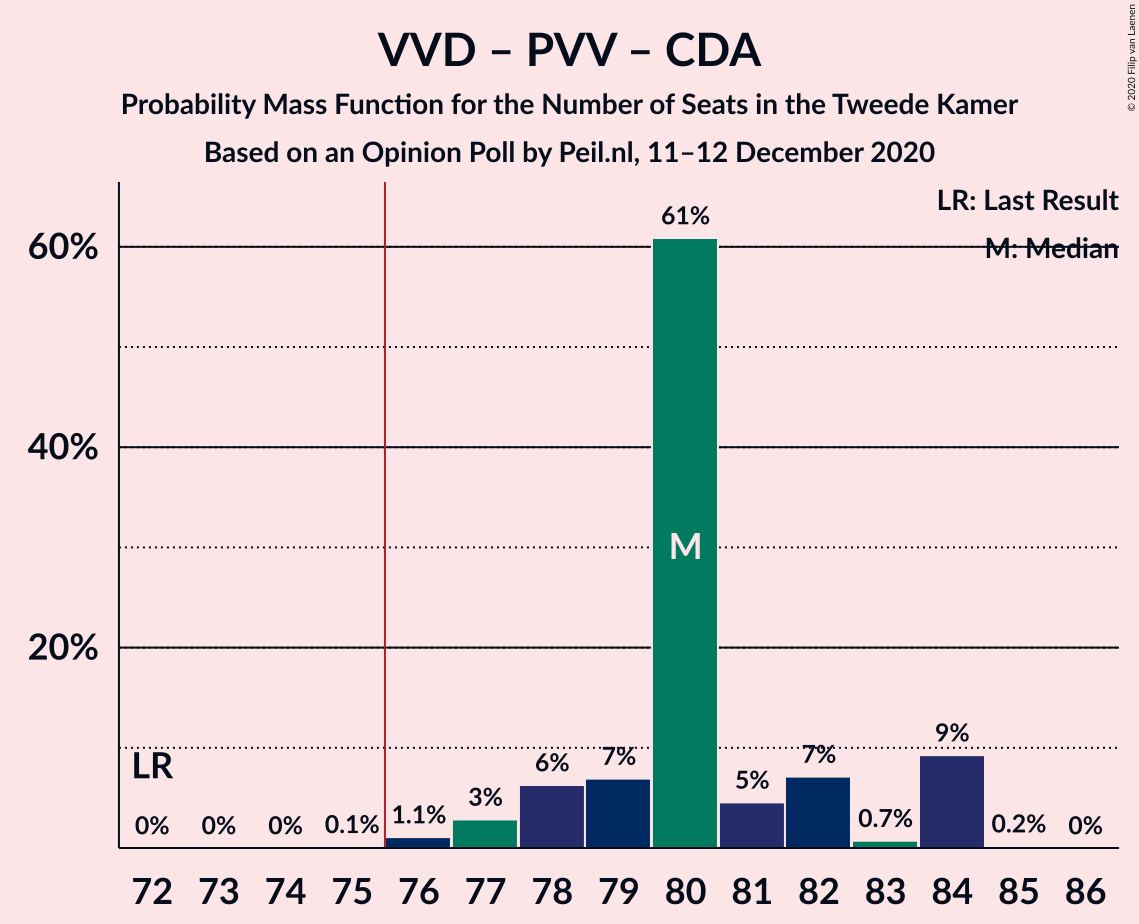 VVD – PVV – CDA
Probability Mass Function for the Number of Seats in the Tweede Kamer
Based on an Opinion Poll by Peil.nl, 11–12 December 2020
© 2020 Filip van Laenen
LR: Last Result
M: Median
60%
40%
20%
61%
M
LR
0% 0% 0% 0.1% 1.1% 3% 6% 7% 5% 7% 0.7% 9% 0.2% 0%
72 73 74 75 76 77 78 79 80 81 82 83 84 85 86